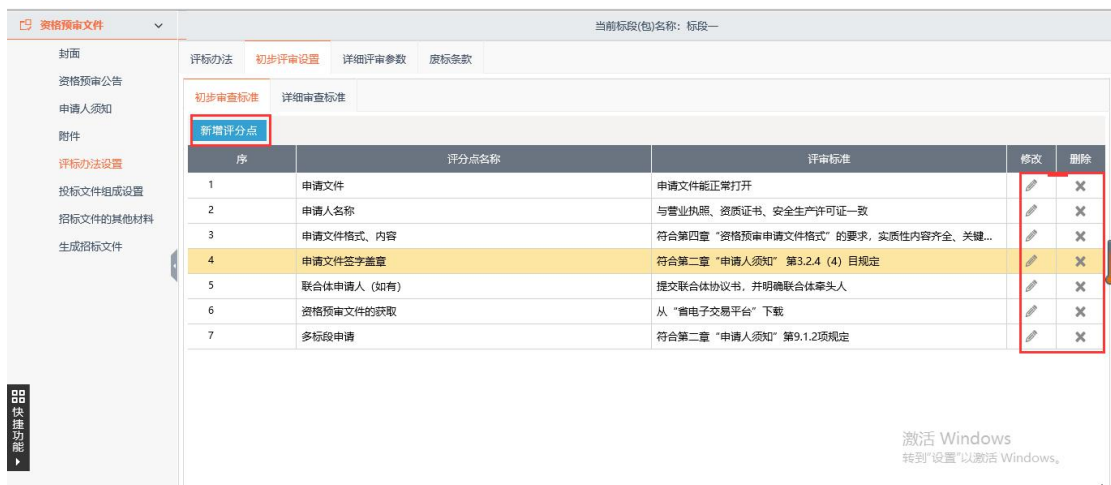 资格预审文件
当前标段(包)名称：标段一
封面
资格预审公告
申请人须知
附件
评标办法设置
投标文件组成设置
招标文件的其他材料
生成招标文件
评标办法 初步评审设置 详细评审参数 废标条款
初步审查标准 详细审查标准
新增评分点
序 评分点名称 评审标准 修改 删除
1 申请文件 申请文件能正常打开
2 申请人名称 与营业执照、资质证书、安全生产许可证一致
3 申请文件格式、内容 符合第四章“资格预审申请文件格式”的要求，实质性内容齐全、关键...
4 申请文件签字盖章 符合第二章“申请人须知” 第3.2.4（4）目规定
5 联合体申请人（如有） 提交联合体协议书，并明确联合体牵头人
6 资格预审文件的获取 从“省电子交易平台”下载
7 多标段申请 符合第二章“申请人须知”第9.1.2项规定
快捷功能
激活 Windows
转到"设置"以激活 Windows。